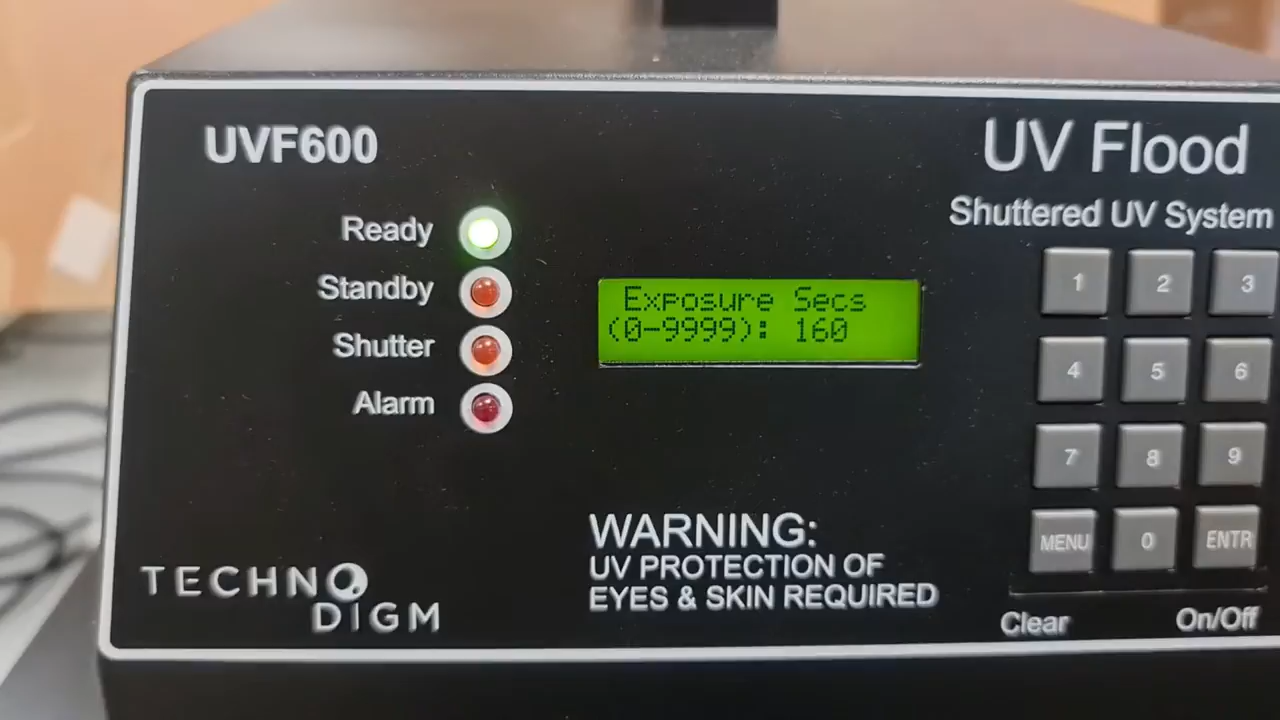 UVF600
UV Flood
Shuttered UV System
Ready
Standby
Shutter
Alarm
Exposure Secs
(0-9999): 160
1 2 3
4 5 6
7 8 9
MENU 0 ENTR
Clear On/Off
WARNING:
UV PROTECTION OF
EYES & SKIN REQUIRED
TECHNO
DIGM